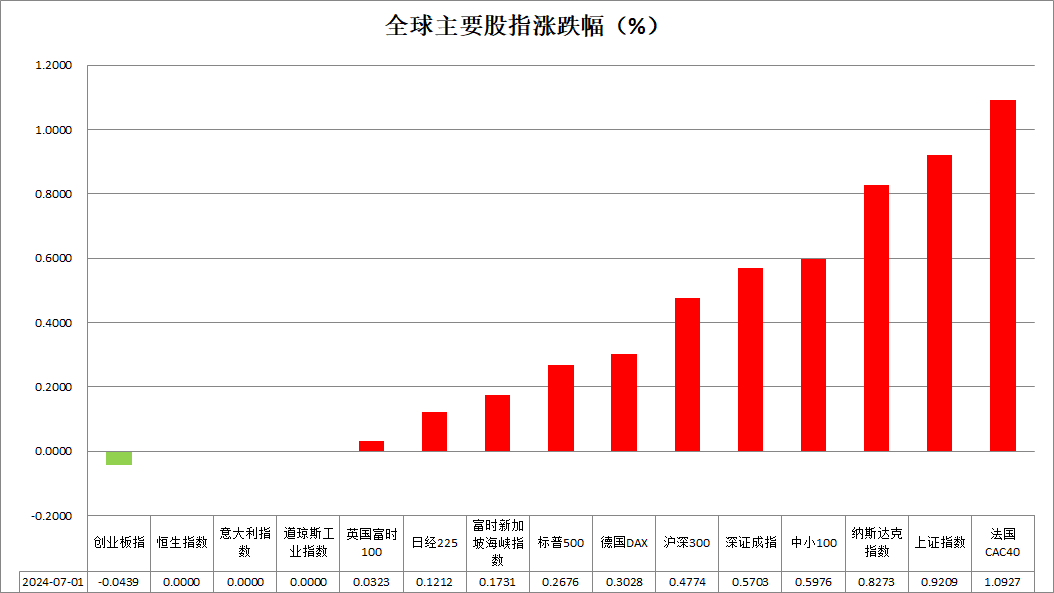 全球主要股指涨跌幅（%）
1.2000
1.0000
0.8000
0.6000
0.4000
0.2000
0.0000
-0.2000
创业板指
恒生指数
意大利指
数
道琼斯工
业指数
英国富时
100
日经225
富时新加
坡海峡指
数
标普500
德国DAX
沪深300
深证成指
中小100
纳斯达克
指数
上证指数
法国
CAC40
2024-07-01 -0.0439 0.0000 0.0000 0.0000 0.0323 0.1212 0.1731 0.2676 0.3028 0.4774 0.5703 0.5976 0.8273 0.9209 1.0927